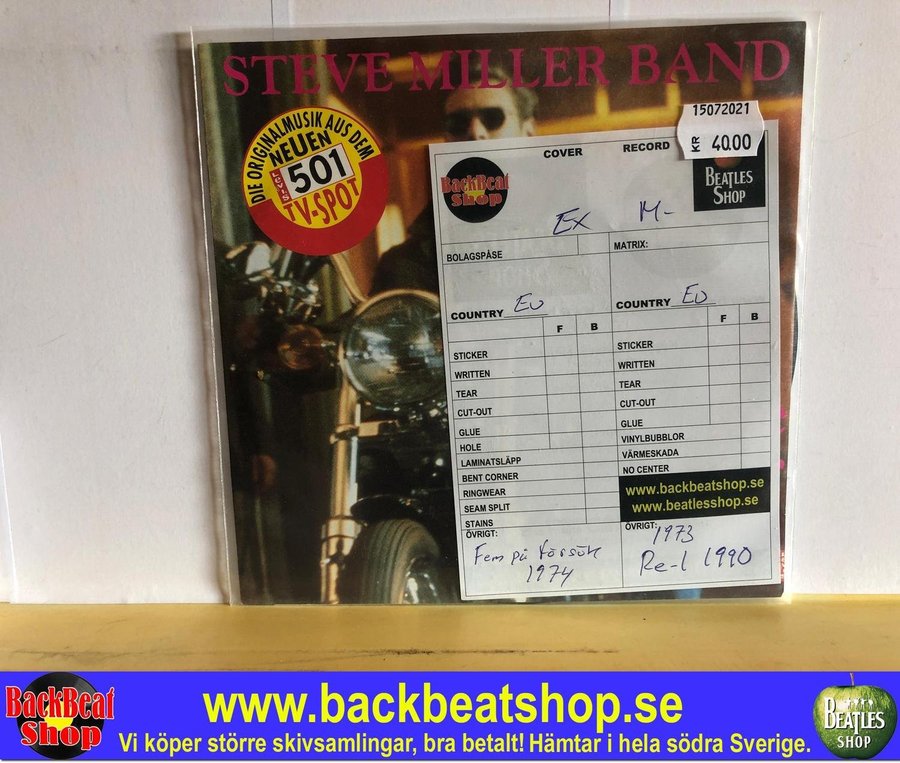 STEVE MILLER BAND
DIE ORIGINALMUSIK AUS DEM
NEUEN
Levi's
501
TV-SPOT
15072021
KR 40.00
COVER RECORD
BackBeat
Shop
BEATLES
SHOP
Ex M-
BOLAGSPÅSE MATRIX:
COUNTRY EU COUNTRY EU
F B F B
STICKER STICKER
WRITTEN WRITTEN
TEAR TEAR
CUT-OUT CUT-OUT
GLUE GLUE
HOLE VINYLBUBBLOR
LAMINATSLÄPP VÄRMESKADA
BENT CORNER NO CENTER
RINGWEAR
SEAM SPLIT
STAINS
www.backbeatshop.se
www.beatlesshop.se
ÖVRIGT: ÖVRIGT:
Fem på försök 1973
1974 Re-l 1990
BackBeat
Shop
www.backbeatshop.se
Vi köper större skivsamlingar, bra betalt! Hämtar i hela södra Sverige.
BEATLES
SHOP